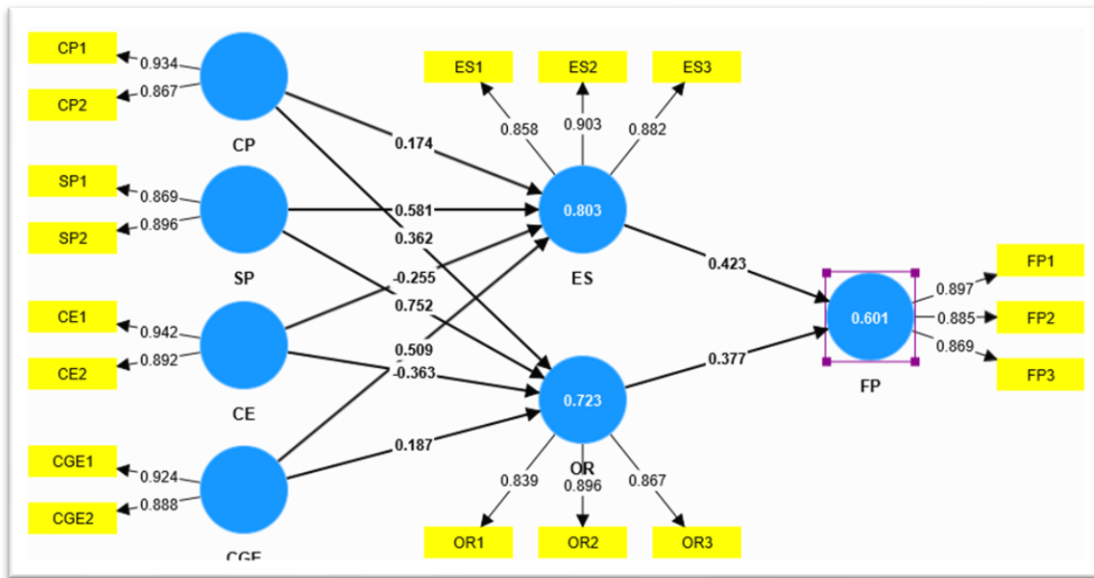 CP1
0.934
CP2
0.867
CP
SP1
0.869
SP2
0.896
SP
CE1
0.942
CE2
0.892
CE
CGE1
0.924
CGE2
0.888
CGE
0.174
0.581
0.362
-0.255
0.752
0.509
-0.363
0.187
ES1
ES2
ES3
0.858
0.903
0.882
0.803
ES
0.723
OR
0.839
0.896
0.867
OR1
OR2
OR3
0.423
0.377
0.601
FP
0.897
FP1
0.885
FP2
0.869
FP3